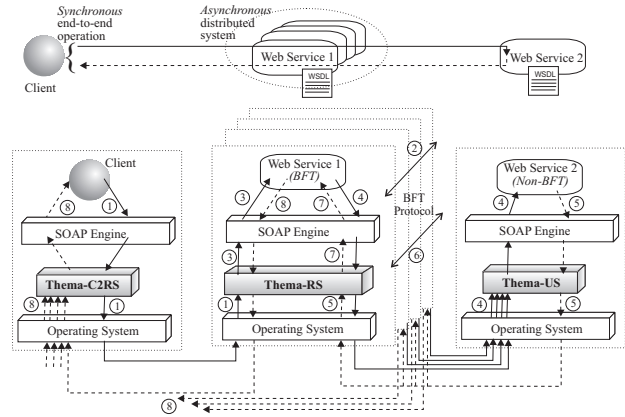 Synchronous
end-to-end
operation
Asynchronous
distributed
system
Client
Web Service 1
WSDL
Web Service 2
WSDL
Client
8
1
SOAP Engine
Thema-C2RS
8
1
Operating System
Web Service 1
(BFT)
3
8
7
4
SOAP Engine
3
7
Thema-RS
1
5
Operating System
2
BFT
Protocol
6
Web Service 2
(Non-BFT)
4
5
SOAP Engine
Thema-US
4
5
Operating System
8